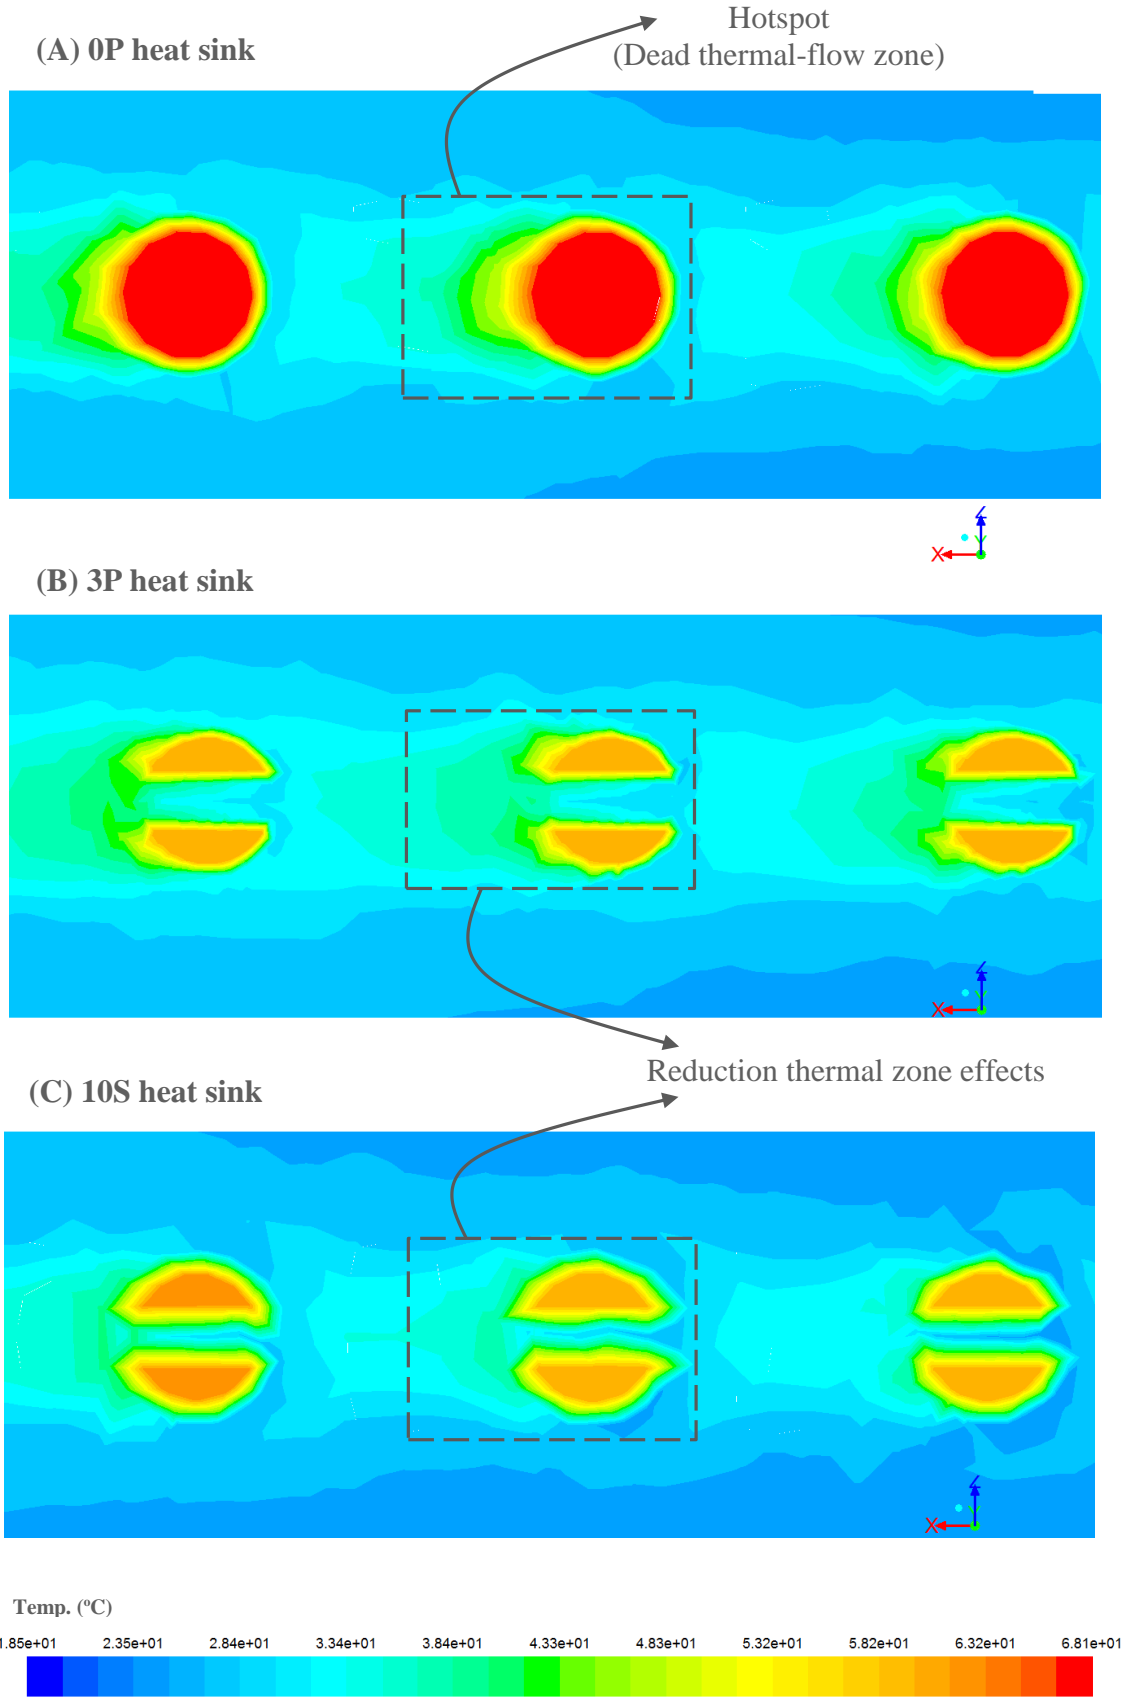 Hotspot
(A) 0P heat sink
(Dead thermal-flow zone)
Z
Y
X
(B) 3P heat sink
Z
Y
X
Reduction thermal zone effects
(C) 10S heat sink
Z
Y
X
Temp. (ºC)
1.85e+01 2.35e+01 2.84e+01 3.34e+01 3.84e+01 4.33e+01 4.83e+01 5.32e+01 5.82e+01 6.32e+01 6.81e+01